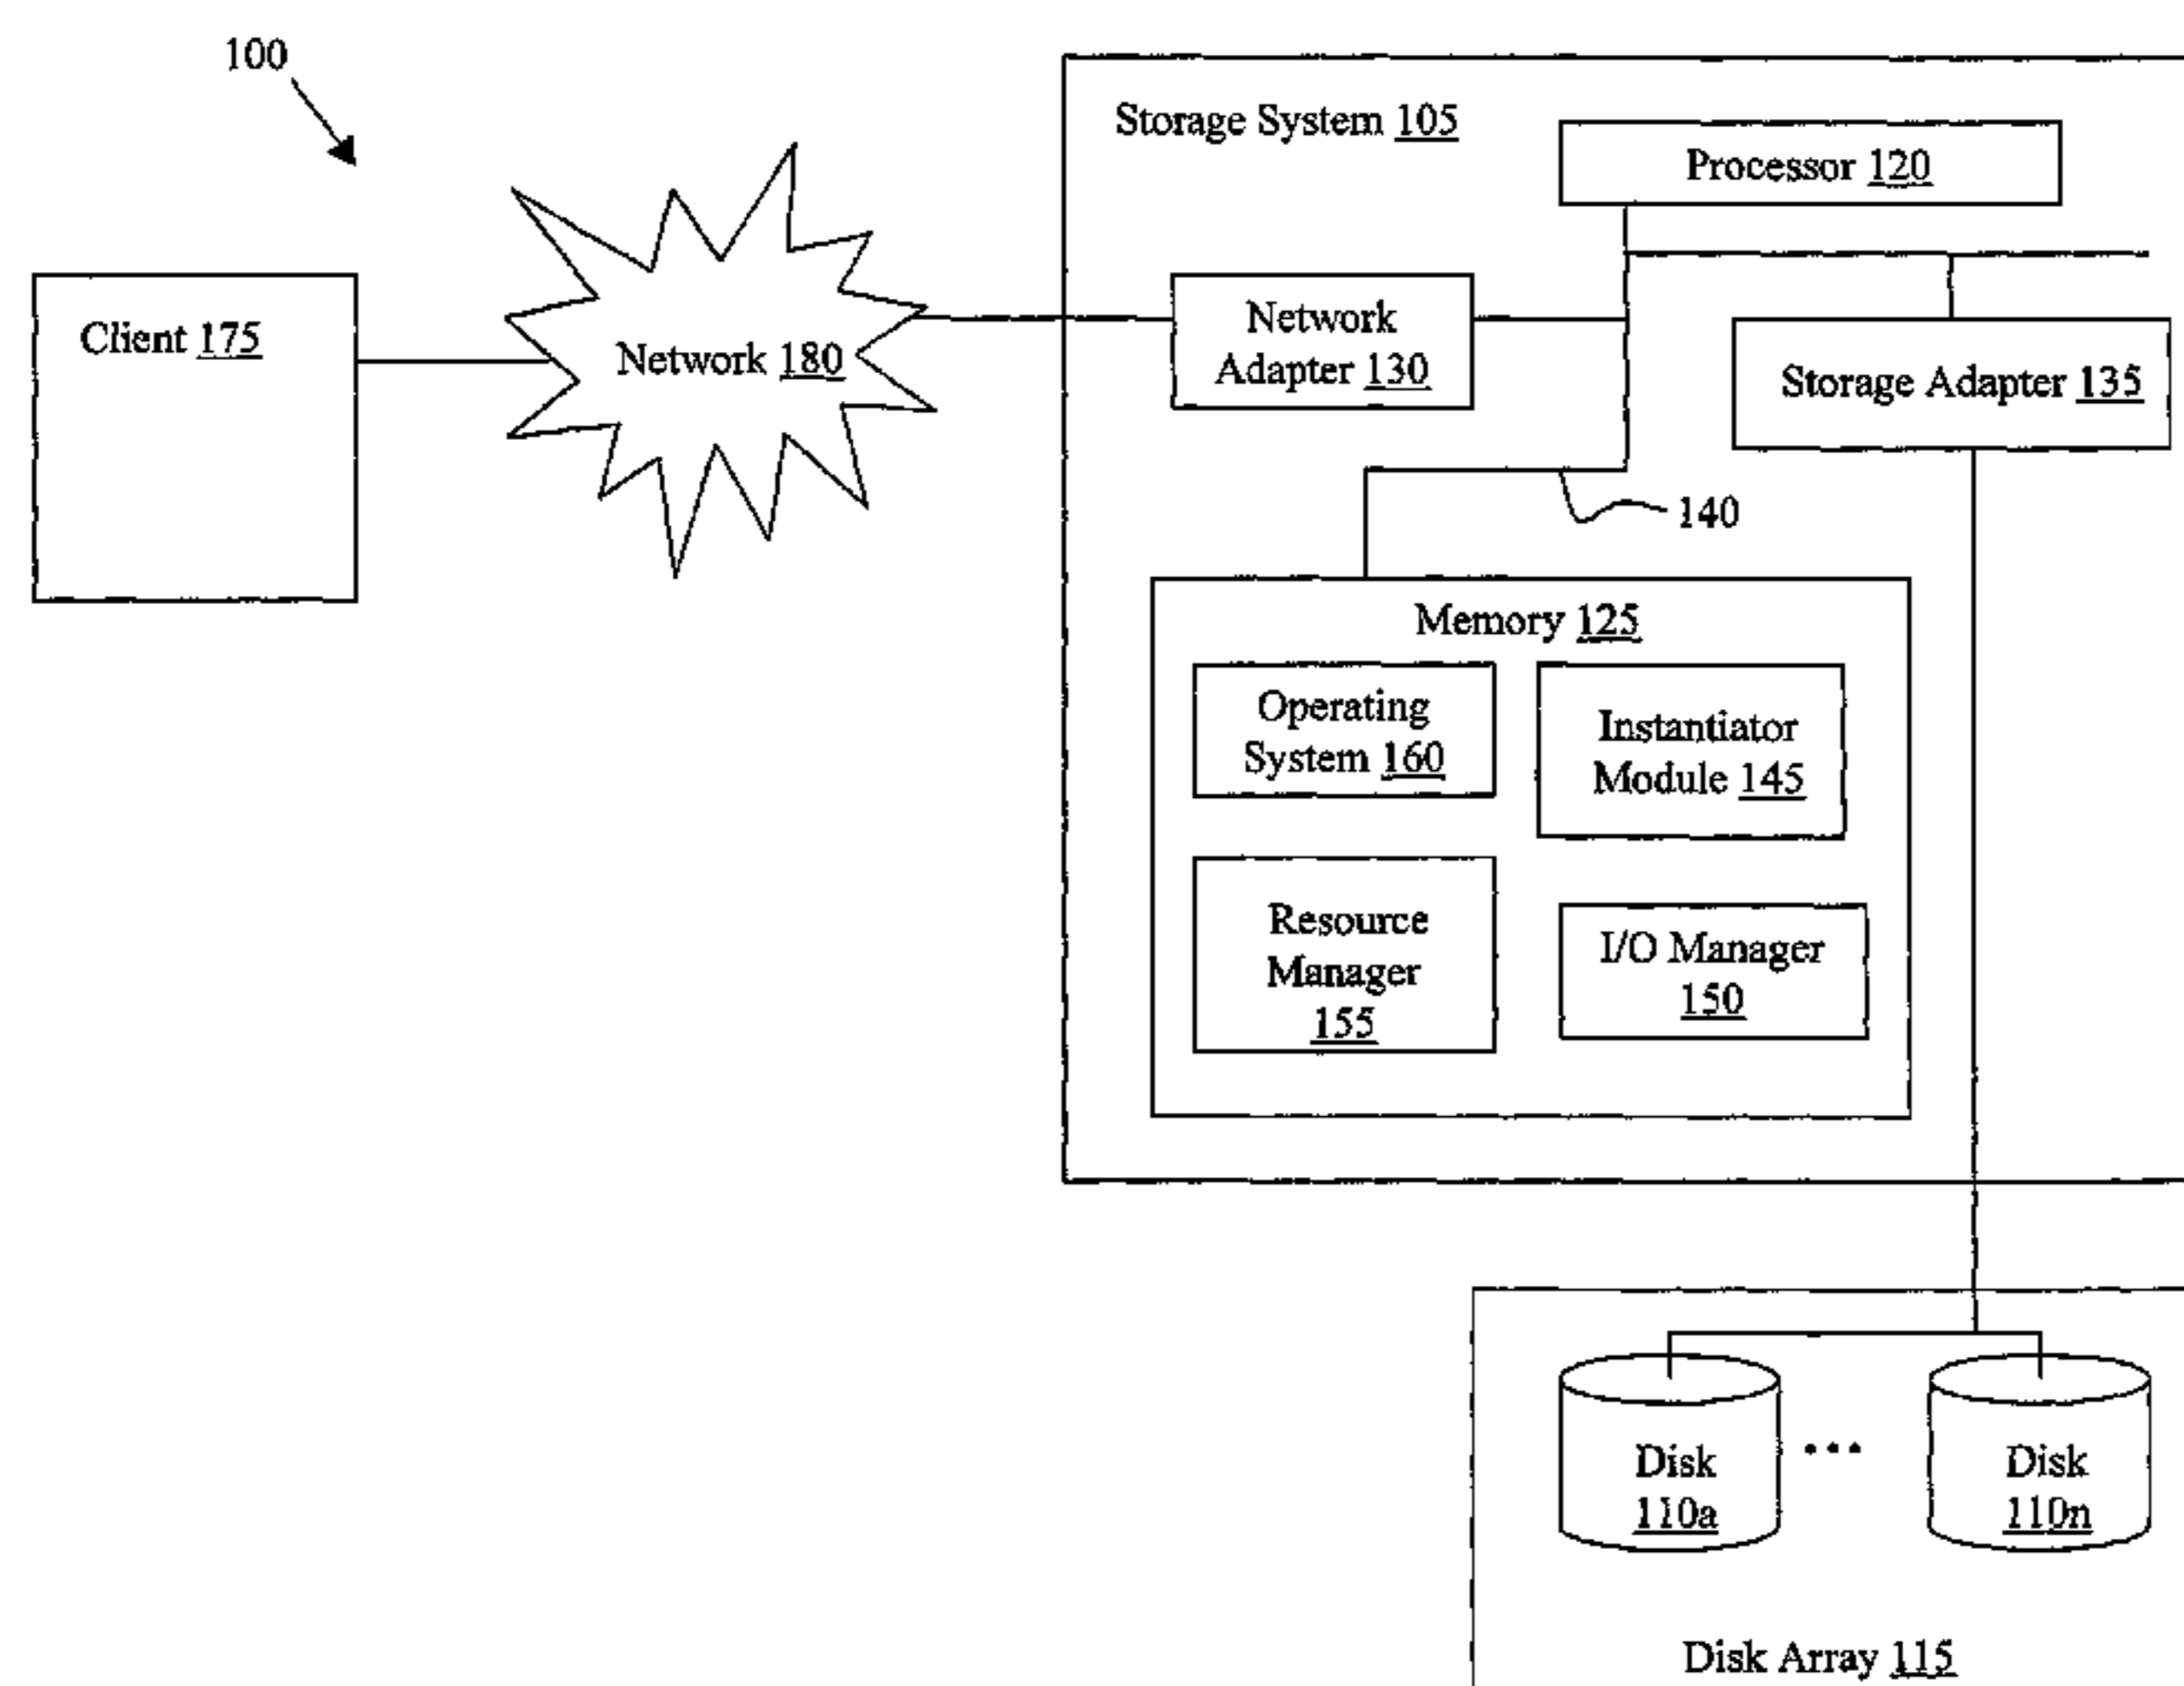 100
Storage System 105
Processor 120
Client 175
Network 180
Network
Adapter 130
Storage Adapter 135
140
Memory 125
Operating
System 160
Instantiator
Module 145
Resource
Manager
155
I/O Manager
150
Disk
110a
Disk
110n
Disk Array 115